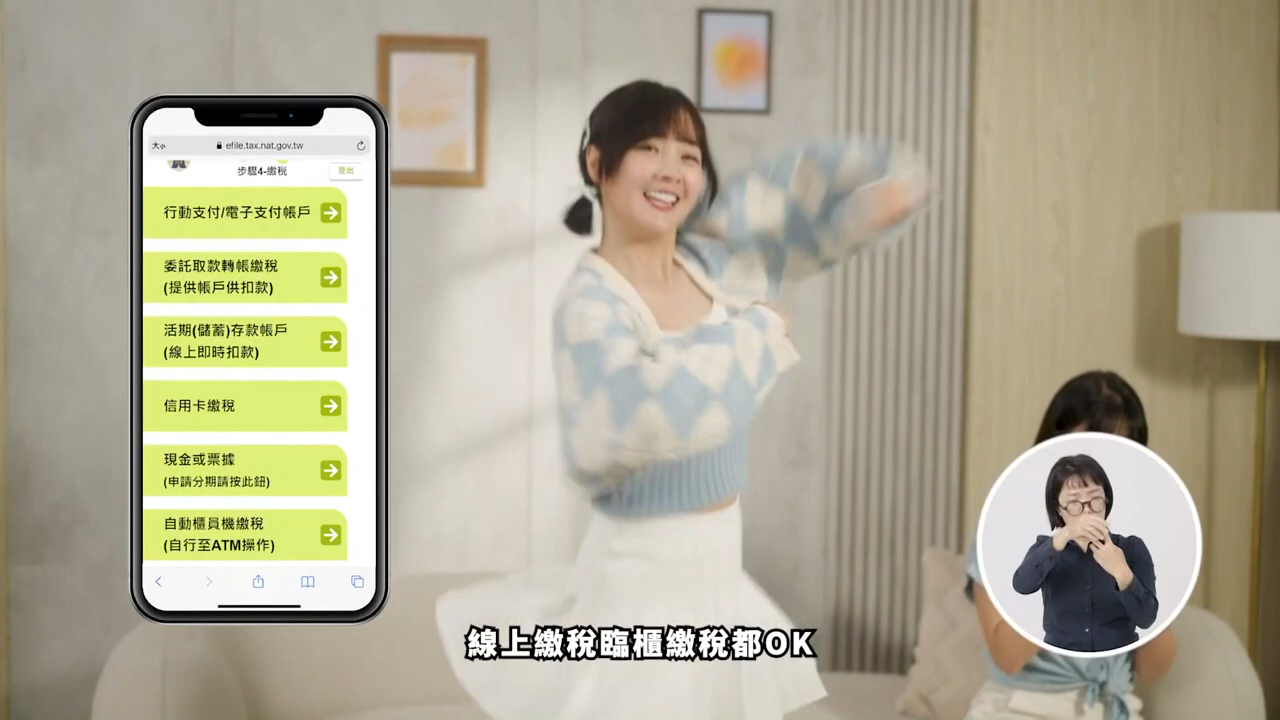 大小
efile.tax.nat.gov.tw
步驟4-繳稅
登出
行動支付/電子支付帳戶
委託取款轉帳繳稅
(提供帳戶供扣款)
活期(儲蓄)存款帳戶
(線上即時扣款)
信用卡繳稅
現金或票據
(申請分期請按此鈕)
自動櫃員機繳稅
(自行至ATM操作)
線上繳稅臨櫃繳稅都OK